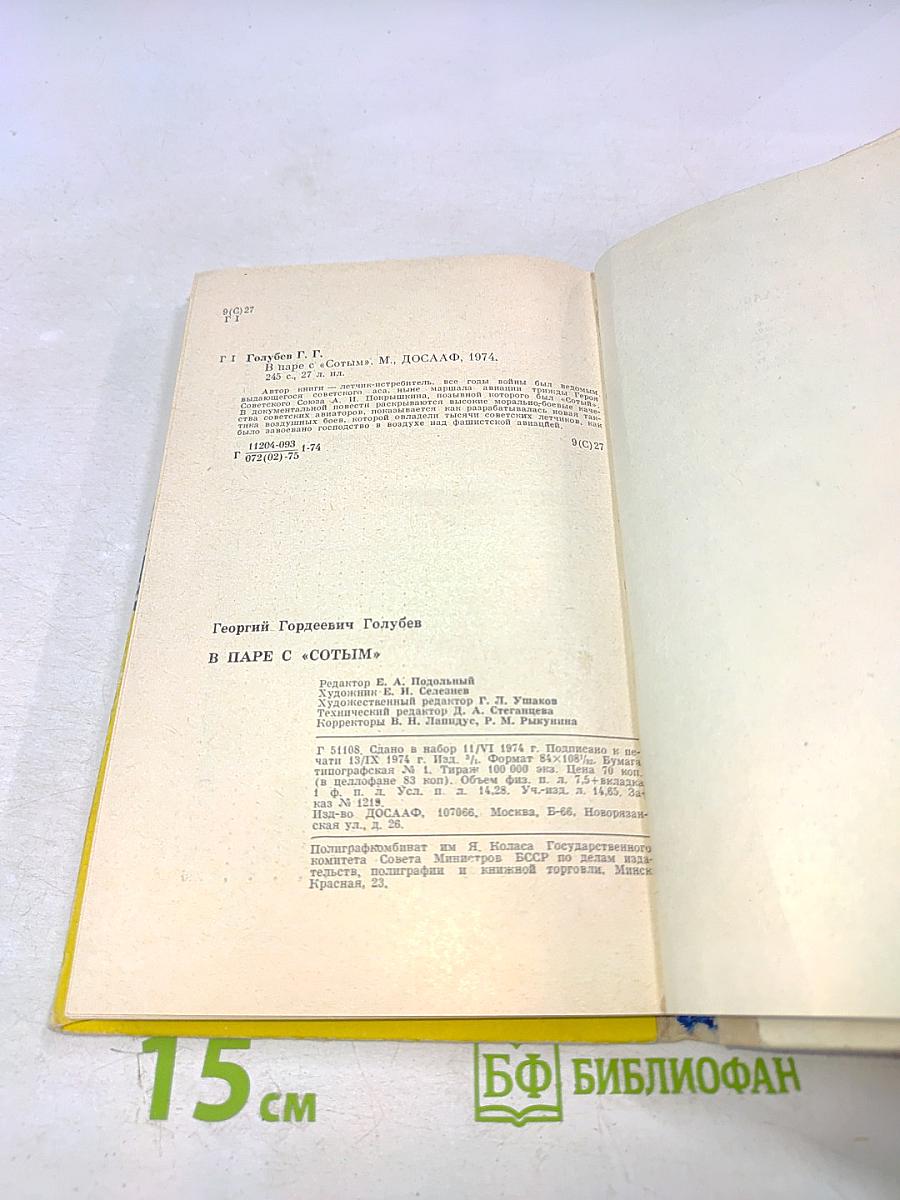 9(С)27
Г I
Г I Голубев Г. Г.
В паре с «Сотым». М., ДОСААФ, 1974.
245 с., 27 л. ил.
Автор книги — летчик-истребитель, все годы войны был ведомым
выдающегося советского аса, ныне маршала авиации трижды Героя
Советского Союза А. И. Покрышкина, позывной которого был «Сотый».
В документальной повести раскрываются высокие морально-боевые каче-
ства советских авиаторов, показывается как разрабатывалась новая так-
тика воздушных боев, которой овладели тысячи советских летчиков, как
было завоевано господство в воздухе над фашистской авиацией.
Г 11204-093/072(02)-75 1-74
9(С)27
Георгий Гордеевич Голубев
В ПАРЕ С «СОТЫМ»
Редактор Е. А. Подольный
Художник Е. И. Селезнев
Художественный редактор Г. Л. Ушаков
Технический редактор Д. А. Стеганцева
Корректоры В. Н. Лапидус, Р. М. Рыкунина
Г 51108. Сдано в набор 11/VI 1974 г. Подписано к пе-
чати 13/IX 1974 г. Изд. Формат 84×108¹/₃₂. Бумага
типографская № 1. Тираж 100 000 экз. Цена 70 коп.
(в целлофане 83 коп). Объем физ. п. л. 7,5+вкладка
1 ф. п. л. Усл. п. л. 14,28. Уч.-изд. л. 14,65. За-
каз № 1219.
Изд-во ДОСААФ, 107066, Москва, Б-66, Новорязан-
ская ул., д. 26.
Полиграфкомбинат им Я. Коласа Государственного
комитета Совета Министров БССР по делам изда-
тельств, полиграфии и книжной торговли. Минск
Красная, 23.
15 см
БФ БИБЛИОФАН